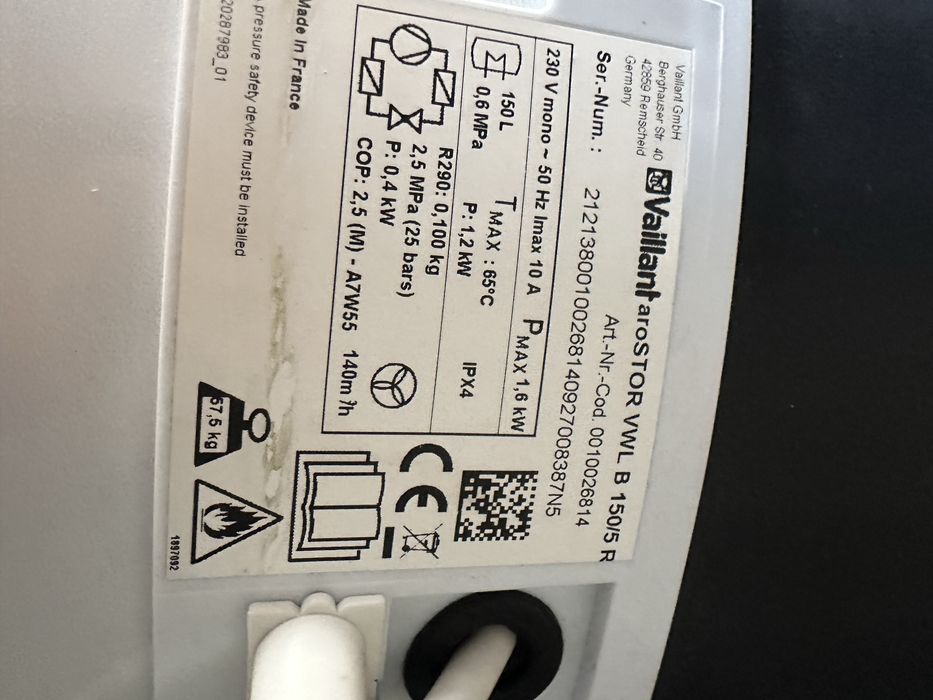 Vaillant GmbH
Berghauser Str. 40
42859 Remscheid
Germany
Vaillant aroSTOR VWL B 150/5 R
Art.-Nr.-Cod. 0010026814
Ser.-Num. :
21213800100268140927008387N5
230 V mono ~ 50 Hz Imax 10 A PMAX 1,6 kW
150 L TMAX : 65°C
0,6 MPa P: 1,2 kW IPX4
R290: 0,100 kg
2,5 MPa (25 bars)
P: 0,4 kW
COP: 2,5 (M) - A7W55 140m³/h
CE
Made In France
pressure safety device must be installed
20287983_01
67,5 kg
1897092